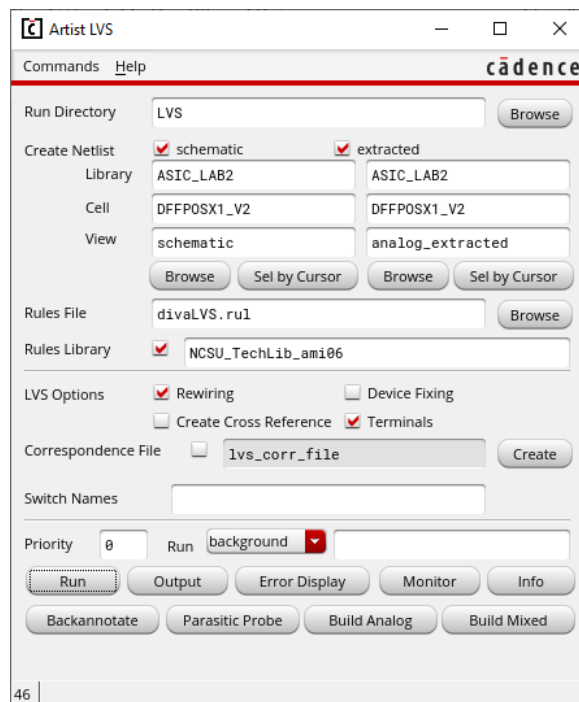 Artist LVS
Commands Help cādence
Run Directory LVS Browse
Create Netlist schematic extracted
Library ASIC_LAB2 ASIC_LAB2
Cell DFFPOSX1_V2 DFFPOSX1_V2
View schematic analog_extracted
Browse Sel by Cursor Browse Sel by Cursor
Rules File divaLVS.rul Browse
Rules Library NCSU_TechLib_ami06
LVS Options Rewiring Device Fixing
Create Cross Reference Terminals
Correspondence File lvs_corr_file Create
Switch Names
Priority 0 Run background
Run Output Error Display Monitor Info
Backannotate Parasitic Probe Build Analog Build Mixed
46